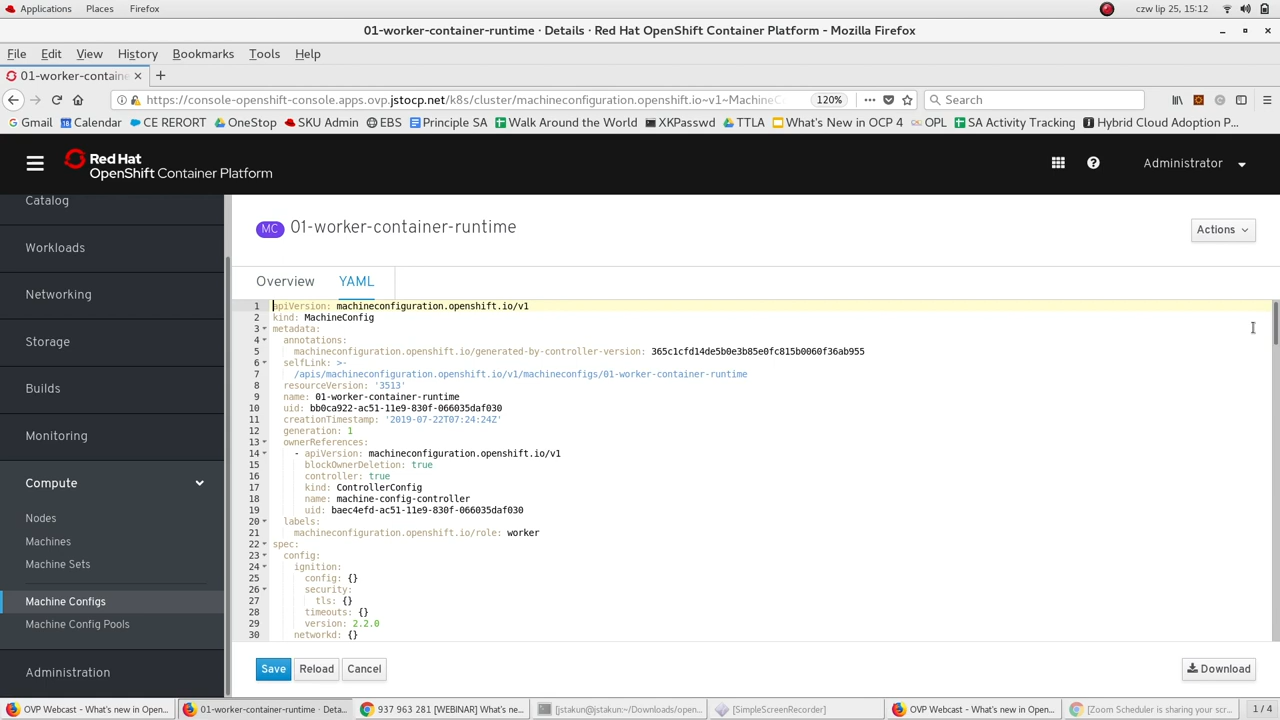 Applications Places Firefox czw lip 25, 15:12
01-worker-container-runtime · Details · Red Hat OpenShift Container Platform - Mozilla Firefox
File Edit View History Bookmarks Tools Help
01-worker-containe
https://console-openshift-console.apps.ovp.jstocp.net/k8s/cluster/machineconfiguration.openshift.io~v1~MachineC 120% Search
Gmail Calendar CE RERORT OneStop SKU Admin EBS Principle SA Walk Around the World XKPasswd TTLA What's New in OCP 4 OPL SA Activity Tracking Hybrid Cloud Adoption P...
Red Hat
OpenShift Container Platform
Administrator
Catalog
Workloads
Networking
Storage
Builds
Monitoring
Compute
Nodes
Machines
Machine Sets
Machine Configs
Machine Config Pools
Administration
MC 01-worker-container-runtime
Actions
Overview YAML
1 apiVersion: machineconfiguration.openshift.io/v1
2 kind: MachineConfig
3 metadata:
4 annotations:
5 machineconfiguration.openshift.io/generated-by-controller-version: 365c1cfd14de5b0e3b85e0fc815b0060f36ab955
6 selfLink: >-
7 /apis/machineconfiguration.openshift.io/v1/machineconfigs/01-worker-container-runtime
8 resourceVersion: '3513'
9 name: 01-worker-container-runtime
10 uid: bb0ca922-ac51-11e9-830f-066035daf030
11 creationTimestamp: '2019-07-22T07:24:24Z'
12 generation: 1
13 ownerReferences:
14 - apiVersion: machineconfiguration.openshift.io/v1
15 blockOwnerDeletion: true
16 controller: true
17 kind: ControllerConfig
18 name: machine-config-controller
19 uid: baec4efd-ac51-11e9-830f-066035daf030
20 labels:
21 machineconfiguration.openshift.io/role: worker
22 spec:
23 config:
24 ignition:
25 config: {}
26 security:
27 tls: {}
28 timeouts: {}
29 version: 2.2.0
30 networkd: {}
Save Reload Cancel Download
OVP Webcast - What's new in Open... 01-worker-container-runtime · Deta... 937 963 281 [WEBINAR] What's ne... [jstakun@jstakun:~/Downloads/open... [SimpleScreenRecorder] OVP Webcast - What's new in Open... [Zoom Scheduler is sharing your scr... 1 / 4